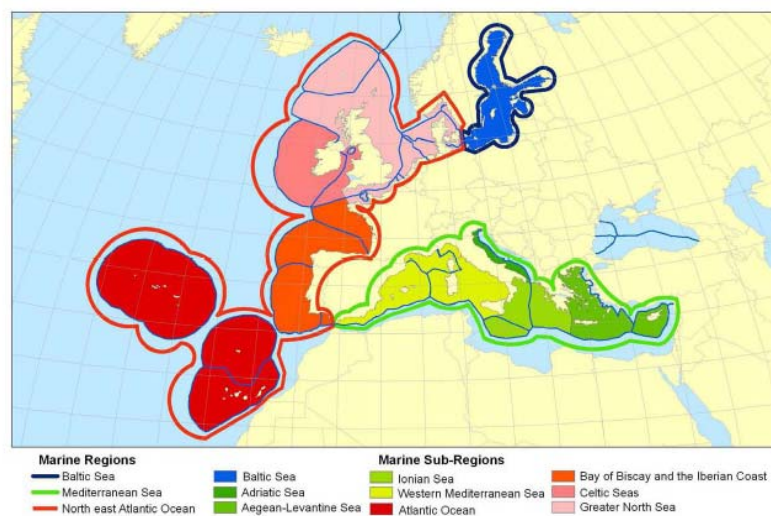 Marine Regions
Baltic Sea
Mediterranean Sea
North east Atlantic Ocean
Baltic Sea
Adriatic Sea
Aegean-Levantine Sea
Marine Sub-Regions
Ionian Sea
Western Mediterranean Sea
Atlantic Ocean
Bay of Biscay and the Iberian Coast
Celtic Seas
Greater North Sea